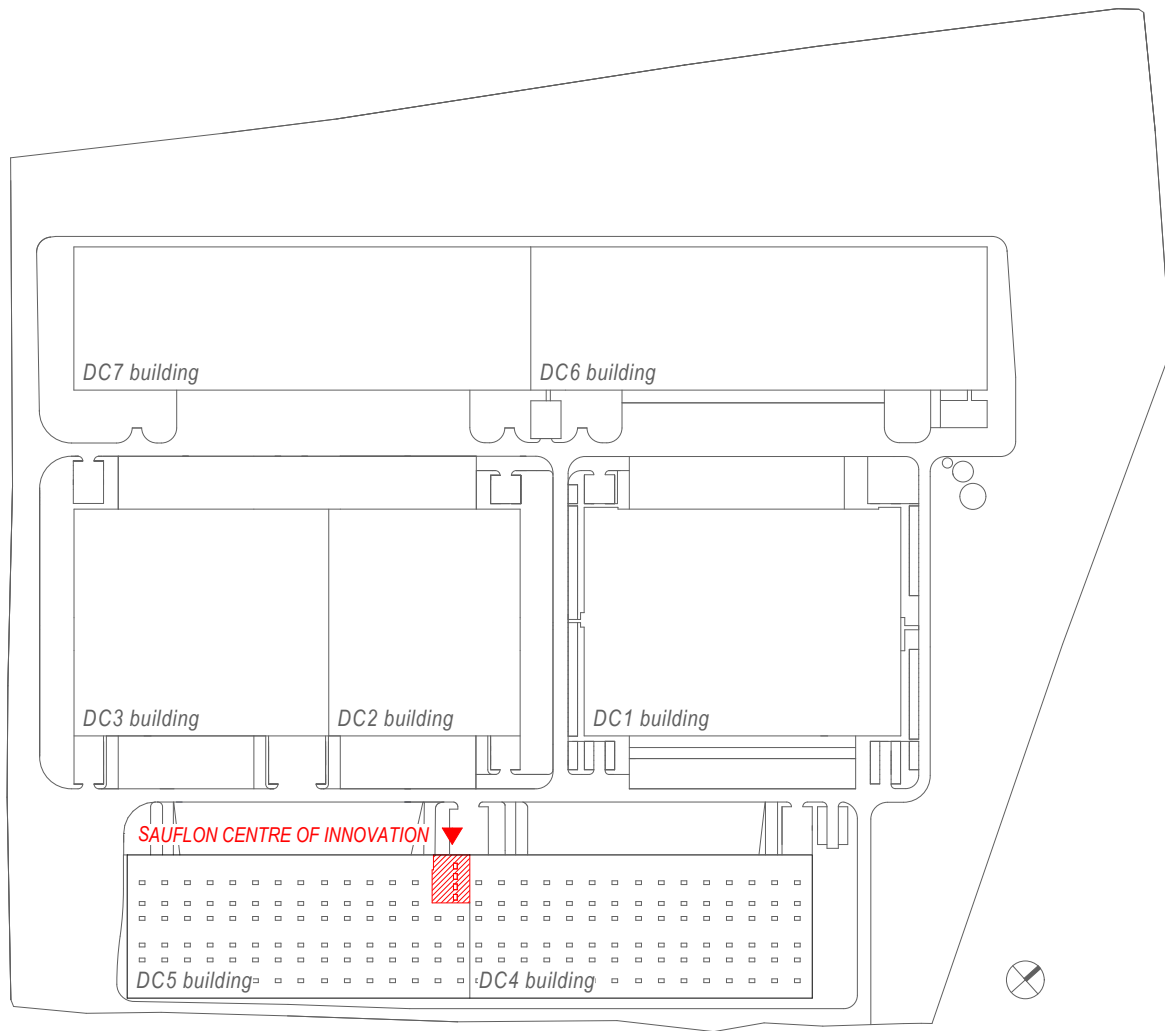 DC7 building
DC6 building
DC3 building
DC2 building
DC1 building
SAUFLON CENTRE OF INNOVATION
DC5 building
DC4 building